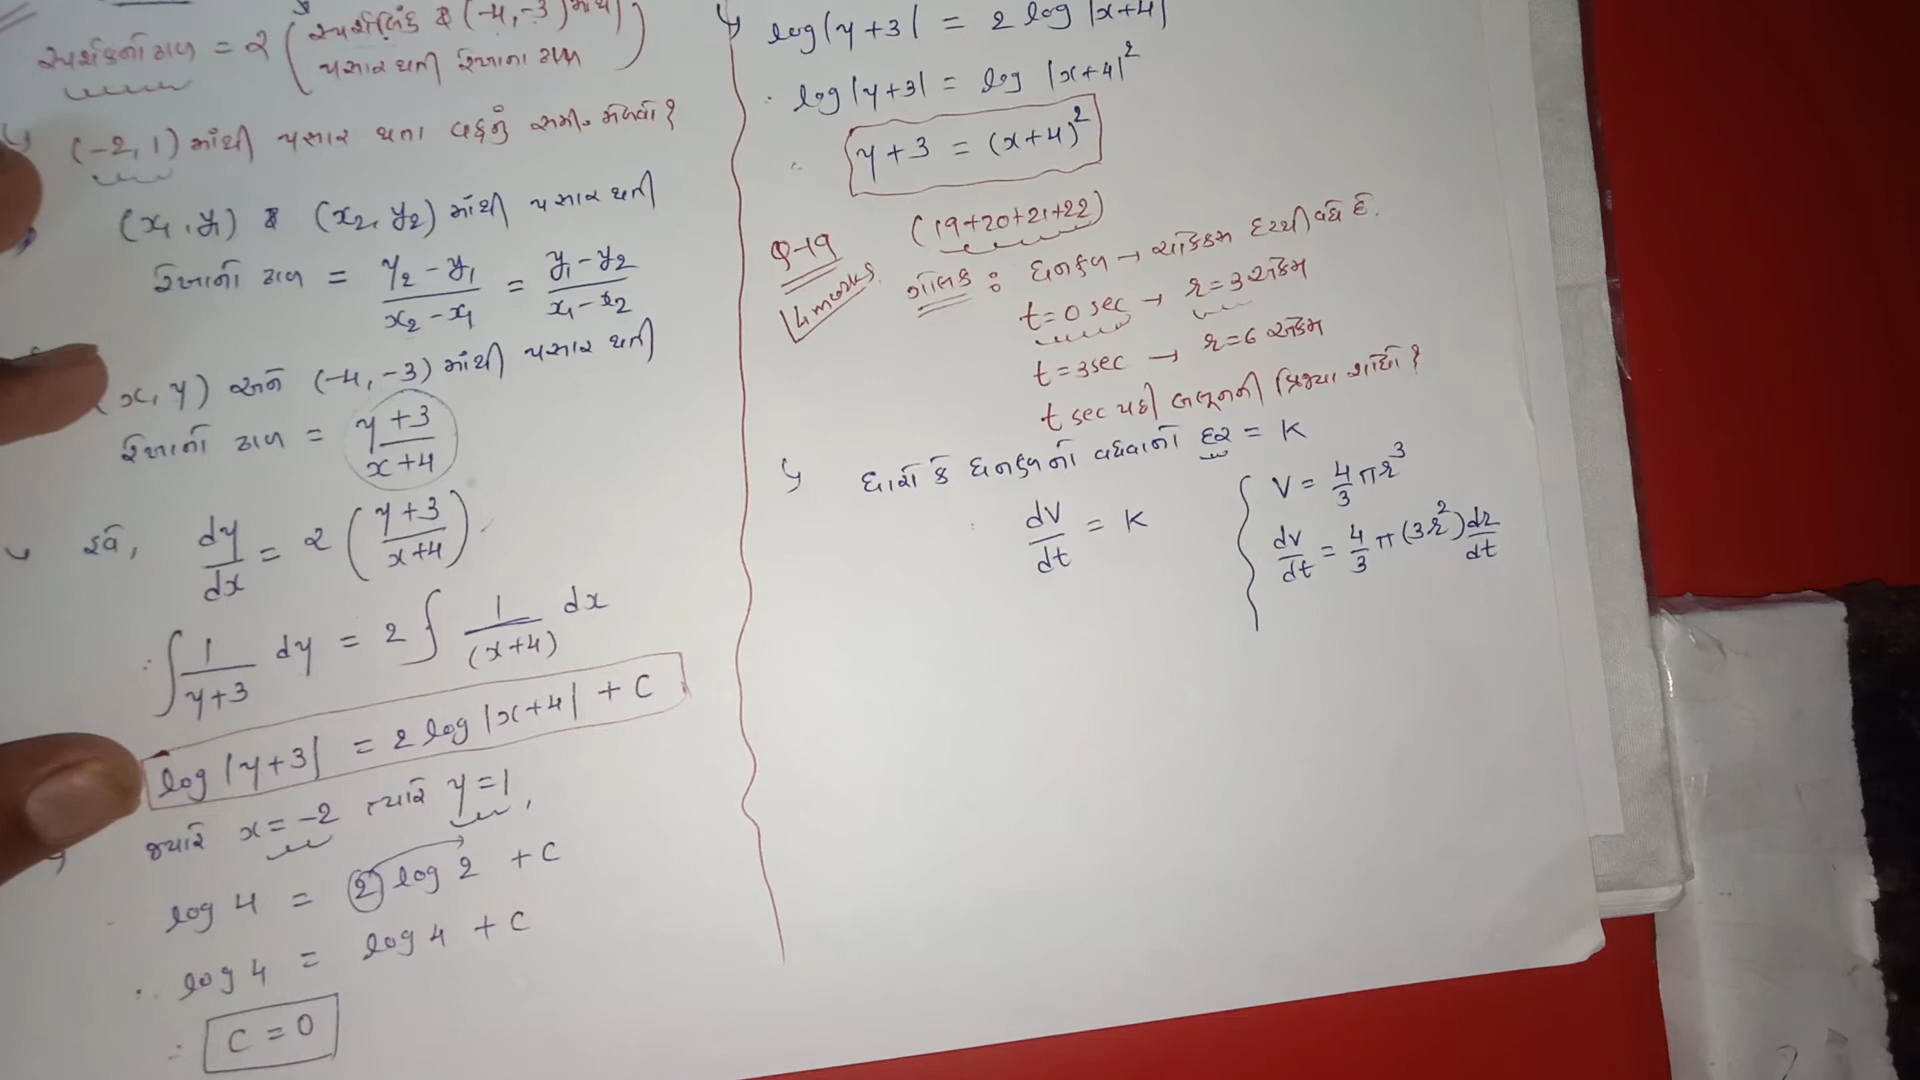 સ્પર્શકનો ઢાળ = 2 ( સ્પર્શબિંદુ & (-4, -3) માંથી
પસાર થતી રેખાના ઢાળ )
(-2, 1) માંથી પસાર થતા વક્રનું સમી. મેળવો?
(x₁, y₁) & (x₂, y₂) માંથી પસાર થતી
રેખાનો ઢાળ = (y₂ - y₁)/(x₂ - x₁) = (y₁ - y₂)/(x₁ - x₂)
(x, y) અને (-4, -3) માંથી પસાર થતી
રેખાનો ઢાળ = (y + 3)/(x + 4)
હવે, dy/dx = 2 ((y + 3)/(x + 4))
∴ ∫ 1/(y + 3) dy = 2 ∫ 1/(x + 4) dx
log |y + 3| = 2 log |x + 4| + C
જ્યારે x = -2 ત્યારે y = 1,
log 4 = 2 log 2 + C
∴ log 4 = log 4 + C
∴ C = 0
log |y + 3| = 2 log |x + 4|
∴ log |y + 3| = log |x + 4|²
∴ y + 3 = (x + 4)²
Q-19 (19+20+21+22)
4 marks
ગોલક : ઘનફળ → અચળ દરથી વધે છે.
t = 0 sec → r = 3 એકમ
t = 3 sec → r = 6 એકમ
t sec પછી બલૂનની ત્રિજ્યા શોધો?
ધારો કે ઘનફળનો વધવાનો દર = K
dV/dt = K
V = 4/3 πr³
dv/dt = 4/3 π (3r²) dr/dt